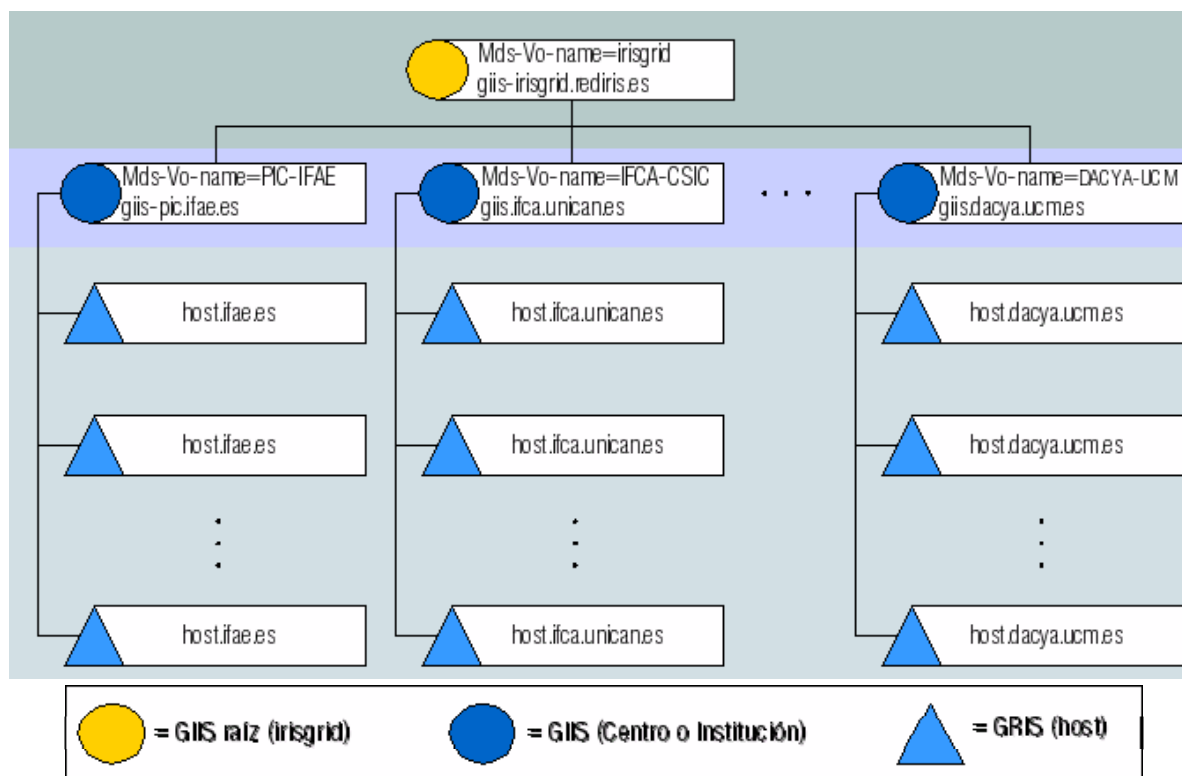 Mds-Vo-name=irisgrid
giis-irisgrid.rediris.es
Mds-Vo-name=PIC-IFAE
giis-pic.ifae.es
Mds-Vo-name=IFCA-CSIC
giis.ifca.unican.es
. . .
Mds-Vo-name=DACYA-UCM
giis.dacya.ucm.es
host.ifae.es
host.ifca.unican.es
host.dacya.ucm.es
host.ifae.es
host.ifca.unican.es
host.dacya.ucm.es
host.ifae.es
host.ifca.unican.es
host.dacya.ucm.es
= GIIS raíz (irisgrid)
= GIIS (Centro o Institución)
= GRIS (host)